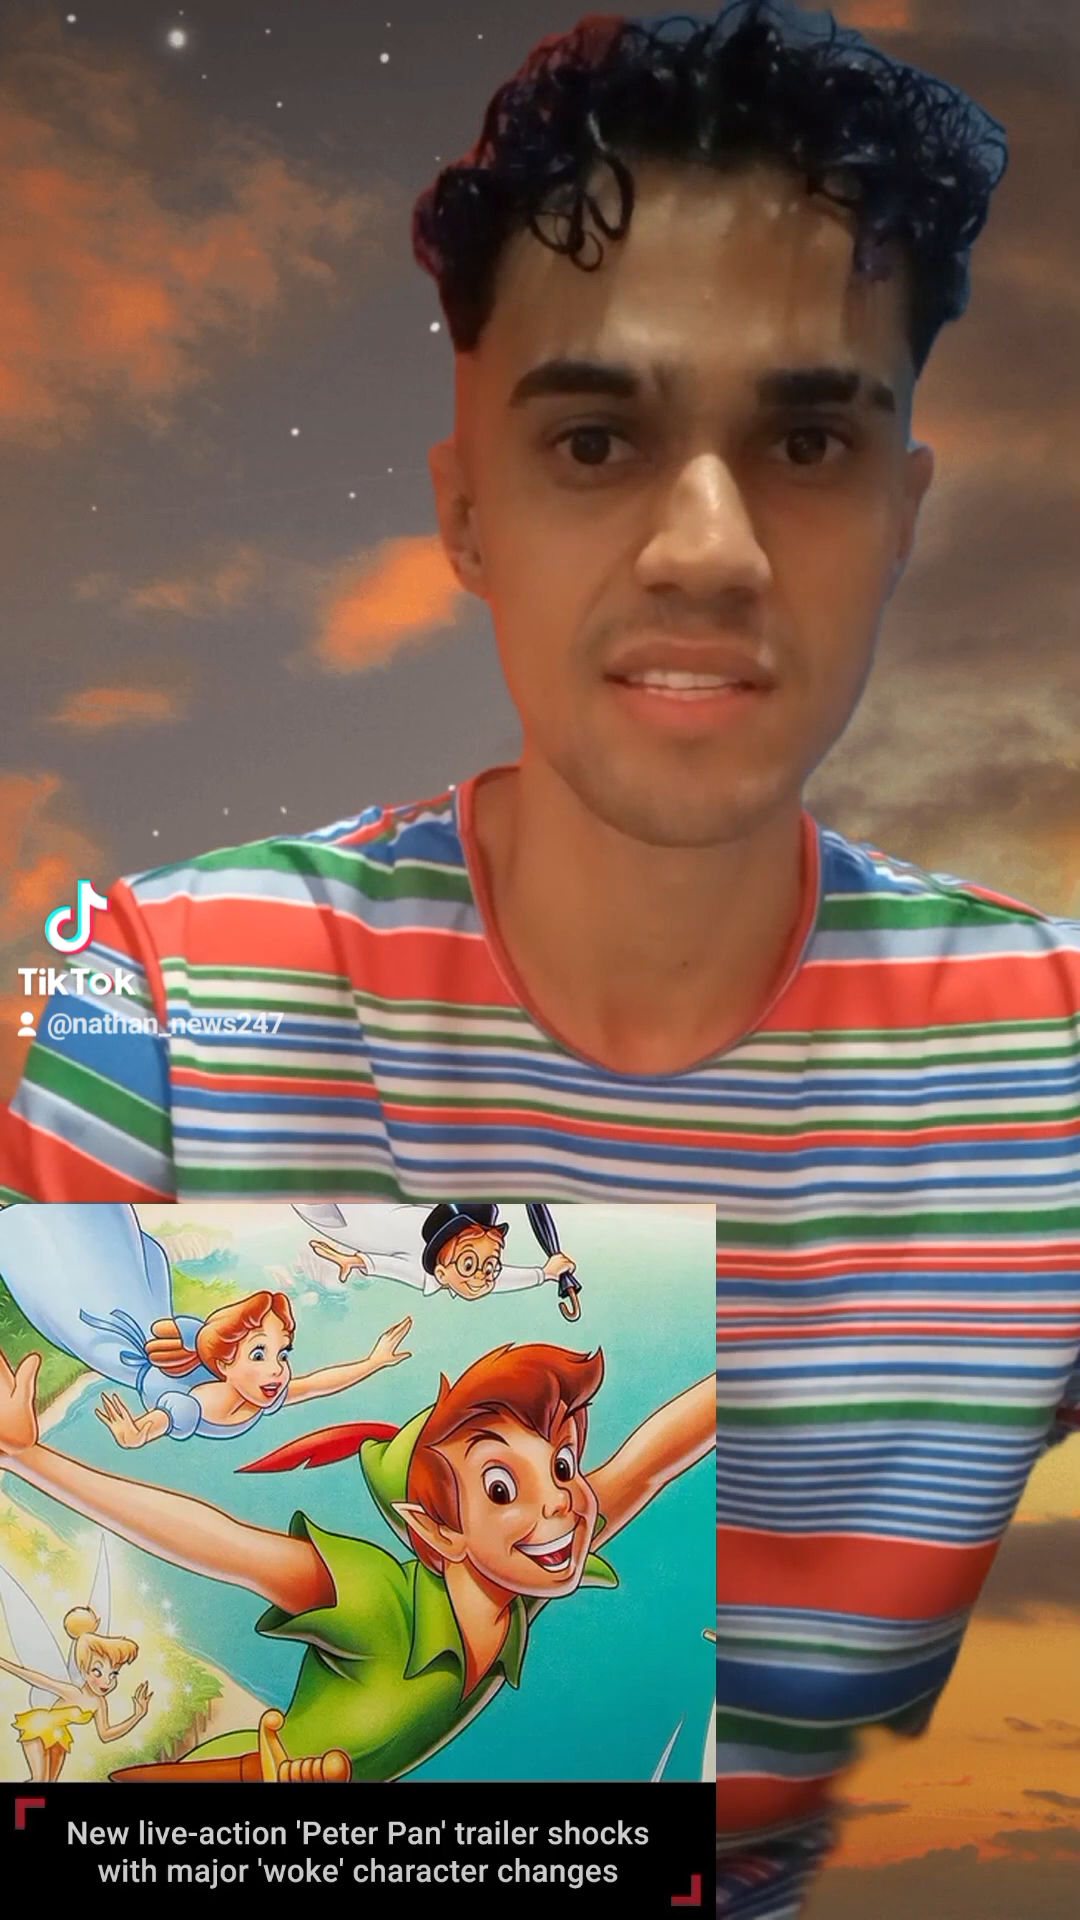 TikTok
@nathan_news247
New live-action 'Peter Pan' trailer shocks
with major 'woke' character changes